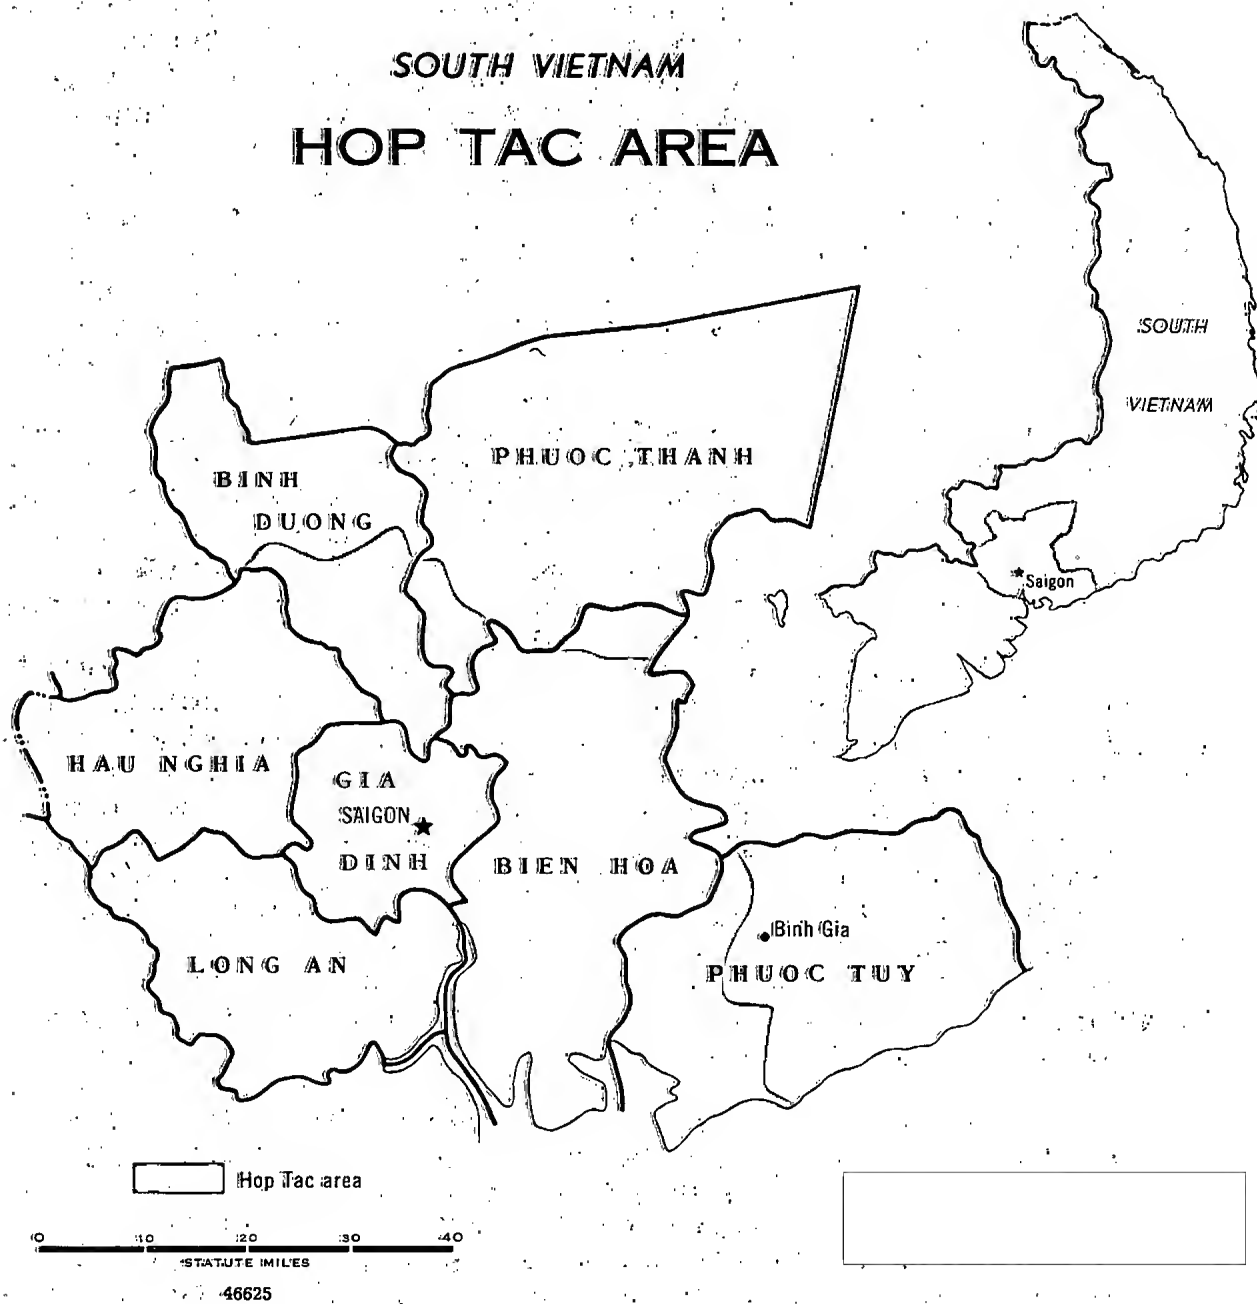 SOUTH VIETNAM
HOP TAC AREA
SOUTH
VIETNAM
PHUOC THANH
BINH
DUONG
Saigon
HAU NGHIA
GIA
SAIGON
DINH
BIEN HOA
Binh Gia
LONG AN
PHUOC TUY
Hop Tac area
0 10 20 30 40
STATUTE MILES
46625